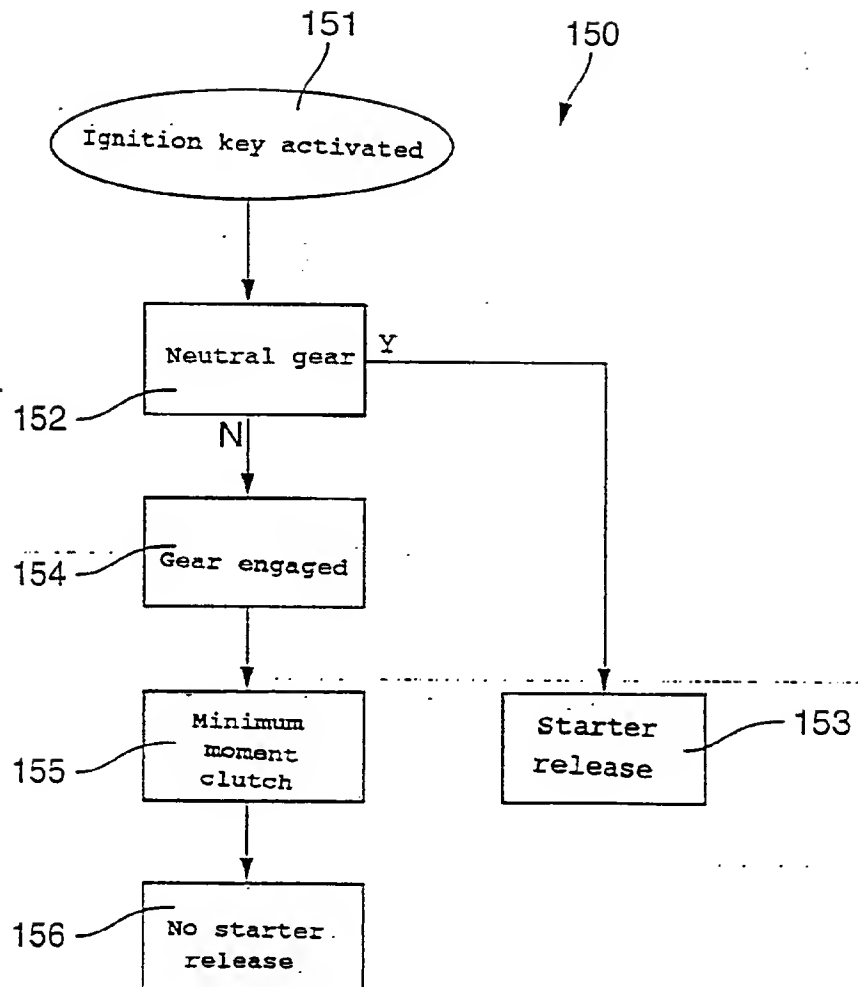 151
150
Ignition key activated
Neutral gear
Y
152
N
154
Gear engaged
155
Minimum
moment
clutch
Starter
release
153
156
No starter
release